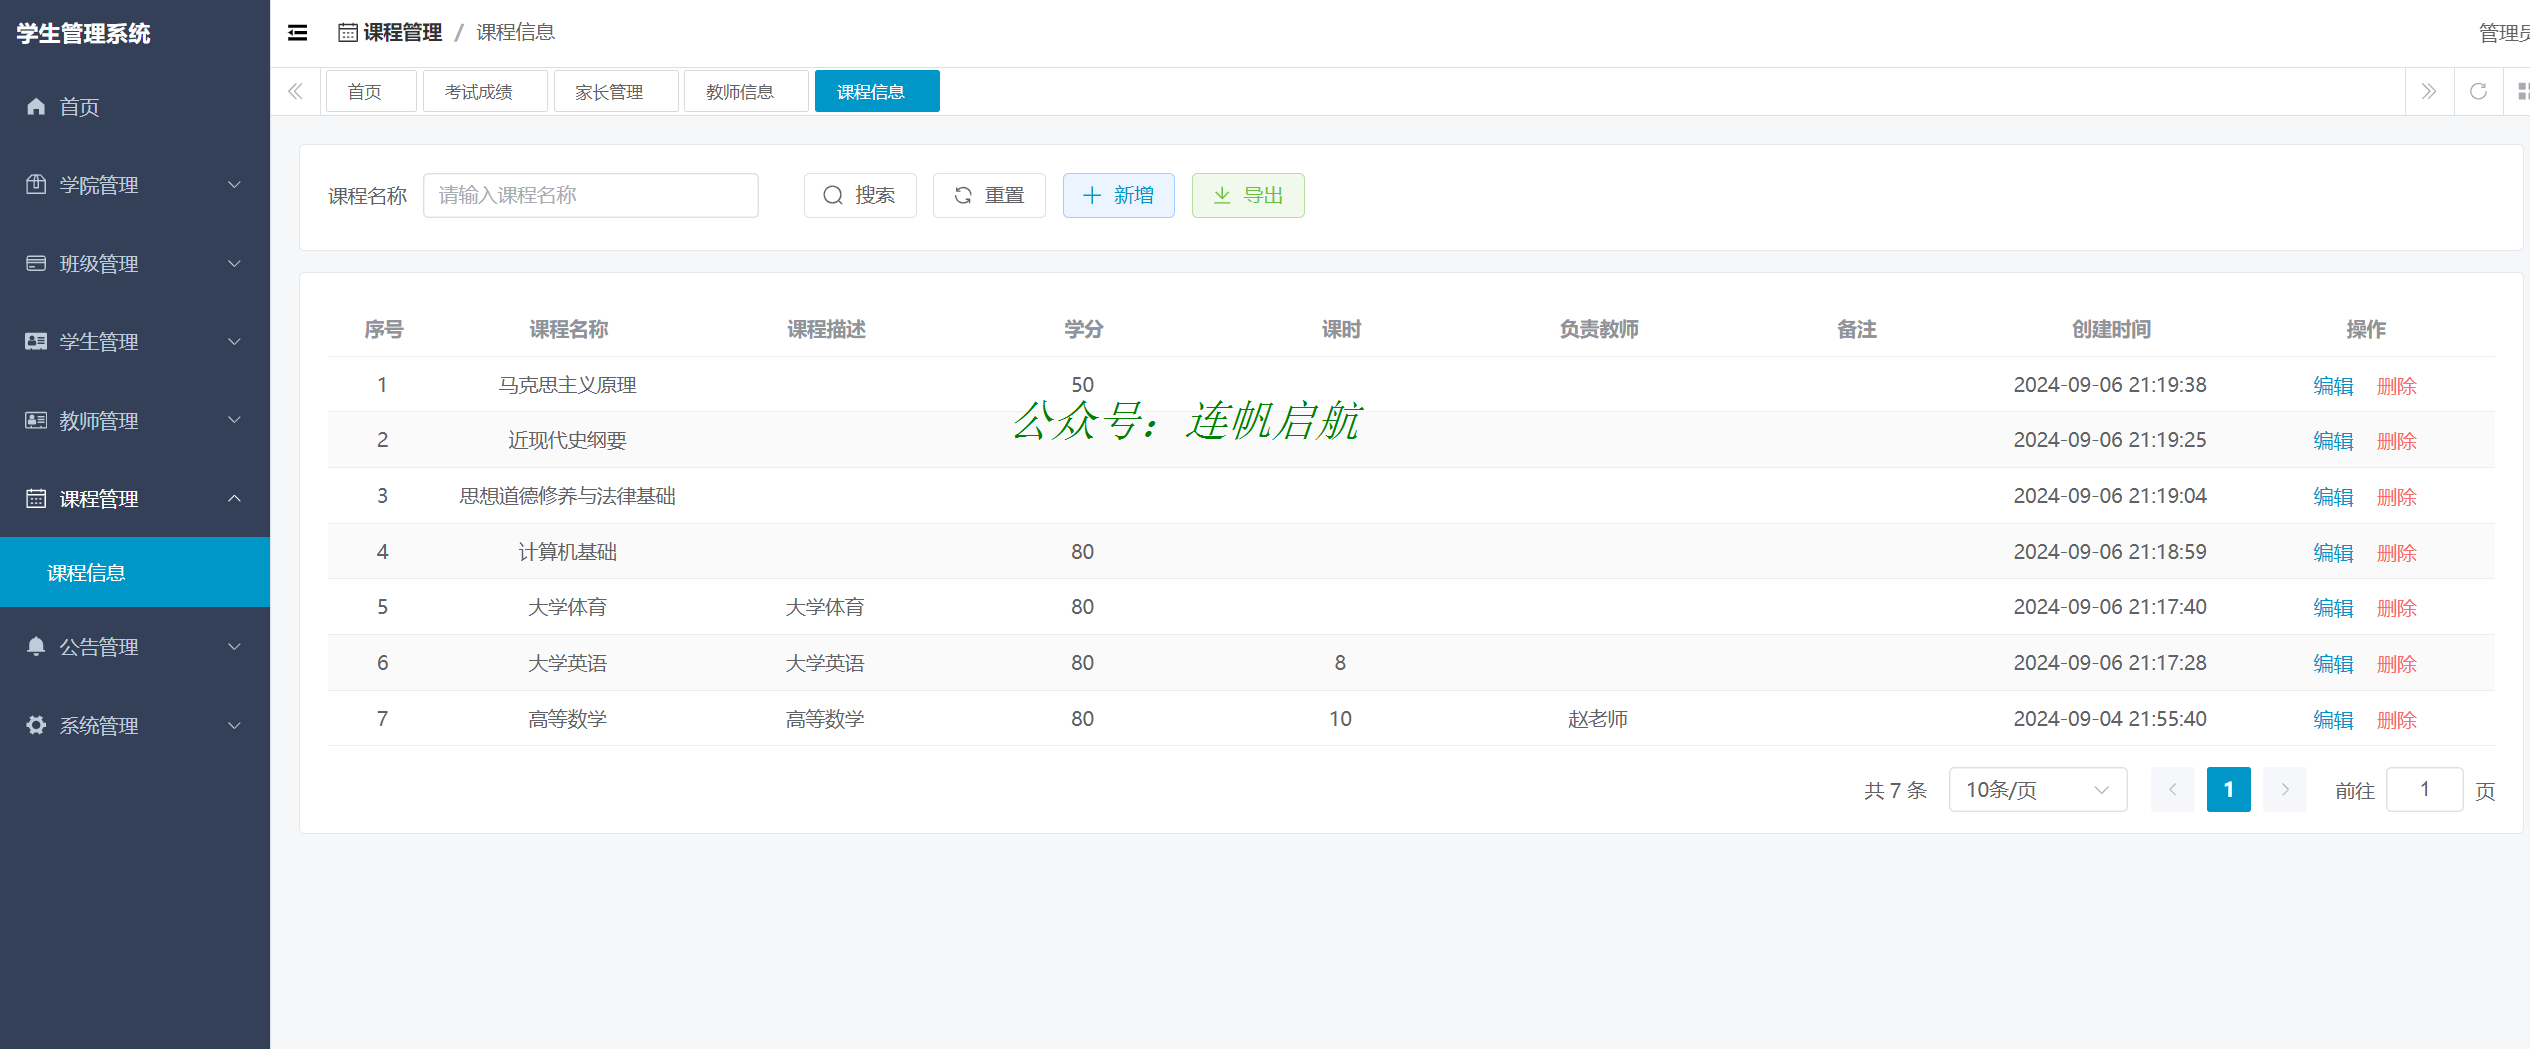 学生管理系统
课程管理 / 课程信息
管理员
首页 考试成绩 家长管理 教师信息 课程信息
首页
学院管理
班级管理
学生管理
教师管理
课程管理
课程信息
公告管理
系统管理
课程名称 请输入课程名称 搜索 重置 新增 导出
序号 课程名称 课程描述 学分 课时 负责教师 备注 创建时间 操作
1 马克思主义原理 50 2024-09-06 21:19:38 编辑 删除
公众号：连帆启航
2 近现代史纲要 2024-09-06 21:19:25 编辑 删除
3 思想道德修养与法律基础 2024-09-06 21:19:04 编辑 删除
4 计算机基础 80 2024-09-06 21:18:59 编辑 删除
5 大学体育 大学体育 80 2024-09-06 21:17:40 编辑 删除
6 大学英语 大学英语 80 8 2024-09-06 21:17:28 编辑 删除
7 高等数学 高等数学 80 10 赵老师 2024-09-04 21:55:40 编辑 删除
共 7 条 10条/页 1 前往 1 页